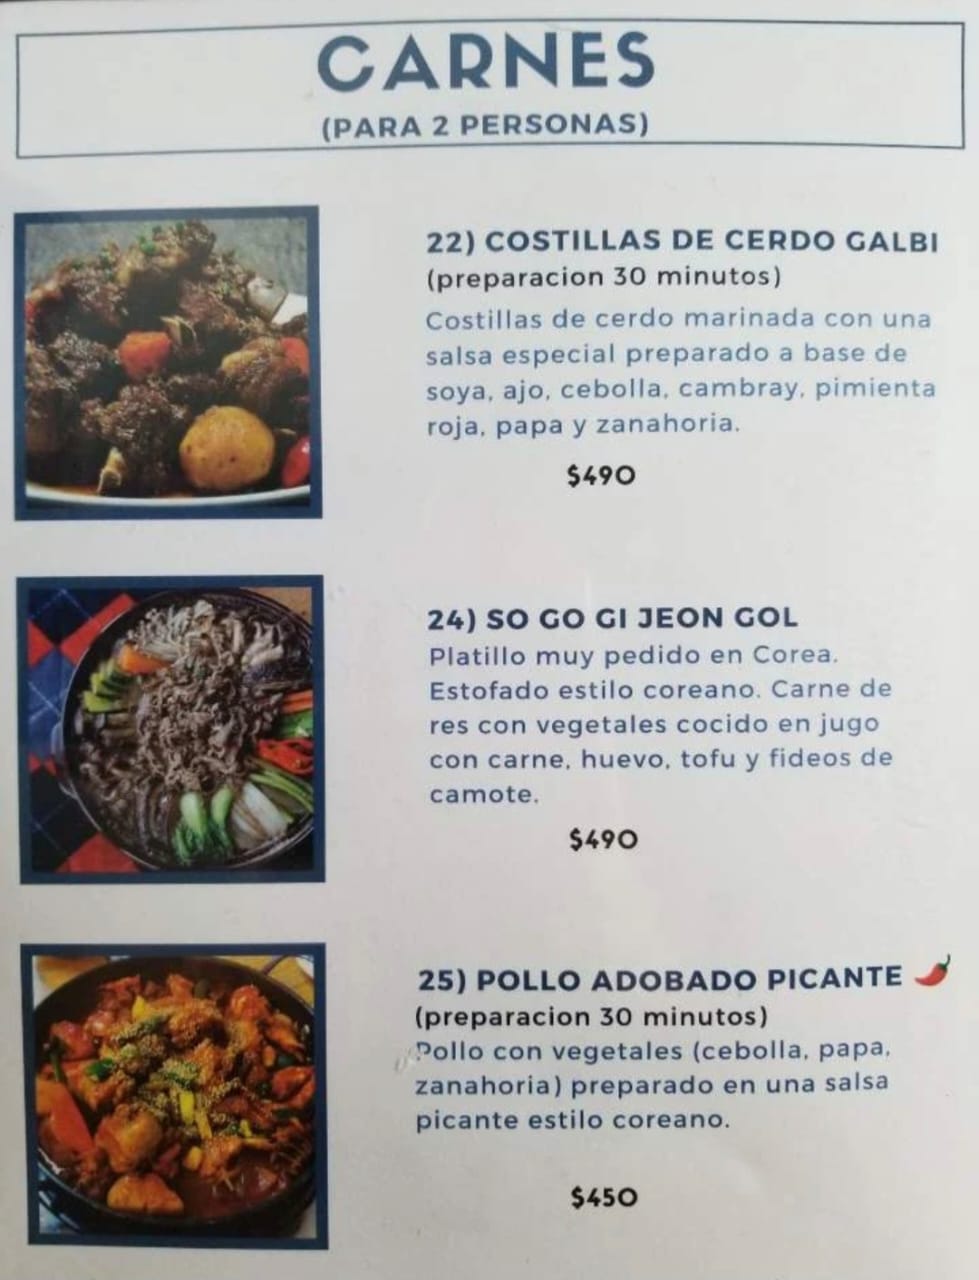 CARNES
(PARA 2 PERSONAS)
22) COSTILLAS DE CERDO GALBI
(preparacion 30 minutos)
Costillas de cerdo marinada con una
salsa especial preparado a base de
soya, ajo, cebolla, cambray, pimienta
roja, papa y zanahoria.
$490
24) SO GO GI JEON GOL
Platillo muy pedido en Corea.
Estofado estilo coreano. Carne de
res con vegetales cocido en jugo
con carne, huevo, tofu y fideos de
camote.
$490
25) POLLO ADOBADO PICANTE
(preparacion 30 minutos)
Pollo con vegetales (cebolla, papa,
zanahoria) preparado en una salsa
picante estilo coreano.
$450